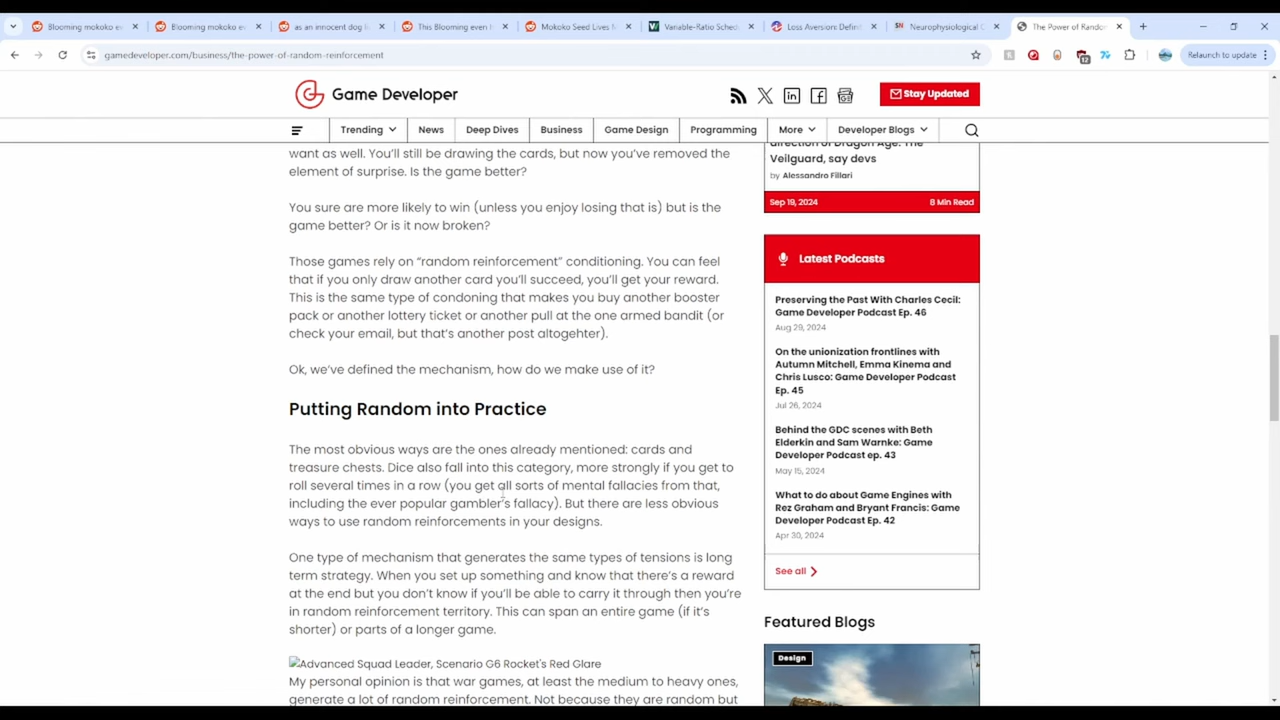 Blooming mokoko e
Blooming mokoko e
as an innocent dog l
This Blooming even
Mokoko Seed Lives
Variable-Ratio Sched
Loss Aversion: Defini
Neurophysiological C
The Power of Random
gamedeveloper.com/business/the-power-of-random-reinforcement
12
Relaunch to update
Game Developer
Stay Updated
Trending
News
Deep Dives
Business
Game Design
Programming
More
Developer Blogs
want as well. You'll still be drawing the cards, but now you've removed the
element of surprise. Is the game better?
You sure are more likely to win (unless you enjoy losing that is) but is the
game better? Or is it now broken?
Those games rely on "random reinforcement" conditioning. You can feel
that if you only draw another card you'll succeed, you'll get your reward.
This is the same type of condoning that makes you buy another booster
pack or another lottery ticket or another pull at the one armed bandit (or
check your email, but that's another post altogehter).
Ok, we've defined the mechanism, how do we make use of it?
Putting Random into Practice
The most obvious ways are the ones already mentioned: cards and
treasure chests. Dice also fall into this category, more strongly if you get to
roll several times in a row (you get all sorts of mental fallacies from that,
including the ever popular gambler's fallacy). But there are less obvious
ways to use random reinforcements in your designs.
One type of mechanism that generates the same types of tensions is long
term strategy. When you set up something and know that there's a reward
at the end but you don't know if you'll be able to carry it through then you're
in random reinforcement territory. This can span an entire game (if it's
shorter) or parts of a longer game.
Advanced Squad Leader, Scenario G6 Rocket's Red Glare
My personal opinion is that war games, at least the medium to heavy ones,
generate a lot of random reinforcement. Not because they are random but
direction of Dragon Age: The
Veilguard, say devs
by Alessandro Fillari
Sep 19, 2024
8 Min Read
Latest Podcasts
Preserving the Past With Charles Cecil:
Game Developer Podcast Ep. 46
Aug 29, 2024
On the unionization frontlines with
Autumn Mitchell, Emma Kinema and
Chris Lusco: Game Developer Podcast
Ep. 45
Jul 26, 2024
Behind the GDC scenes with Beth
Elderkin and Sam Warnke: Game
Developer Podcast ep. 43
May 15, 2024
What to do about Game Engines with
Rez Graham and Bryant Francis: Game
Developer Podcast Ep. 42
Apr 30, 2024
See all
Featured Blogs
Design